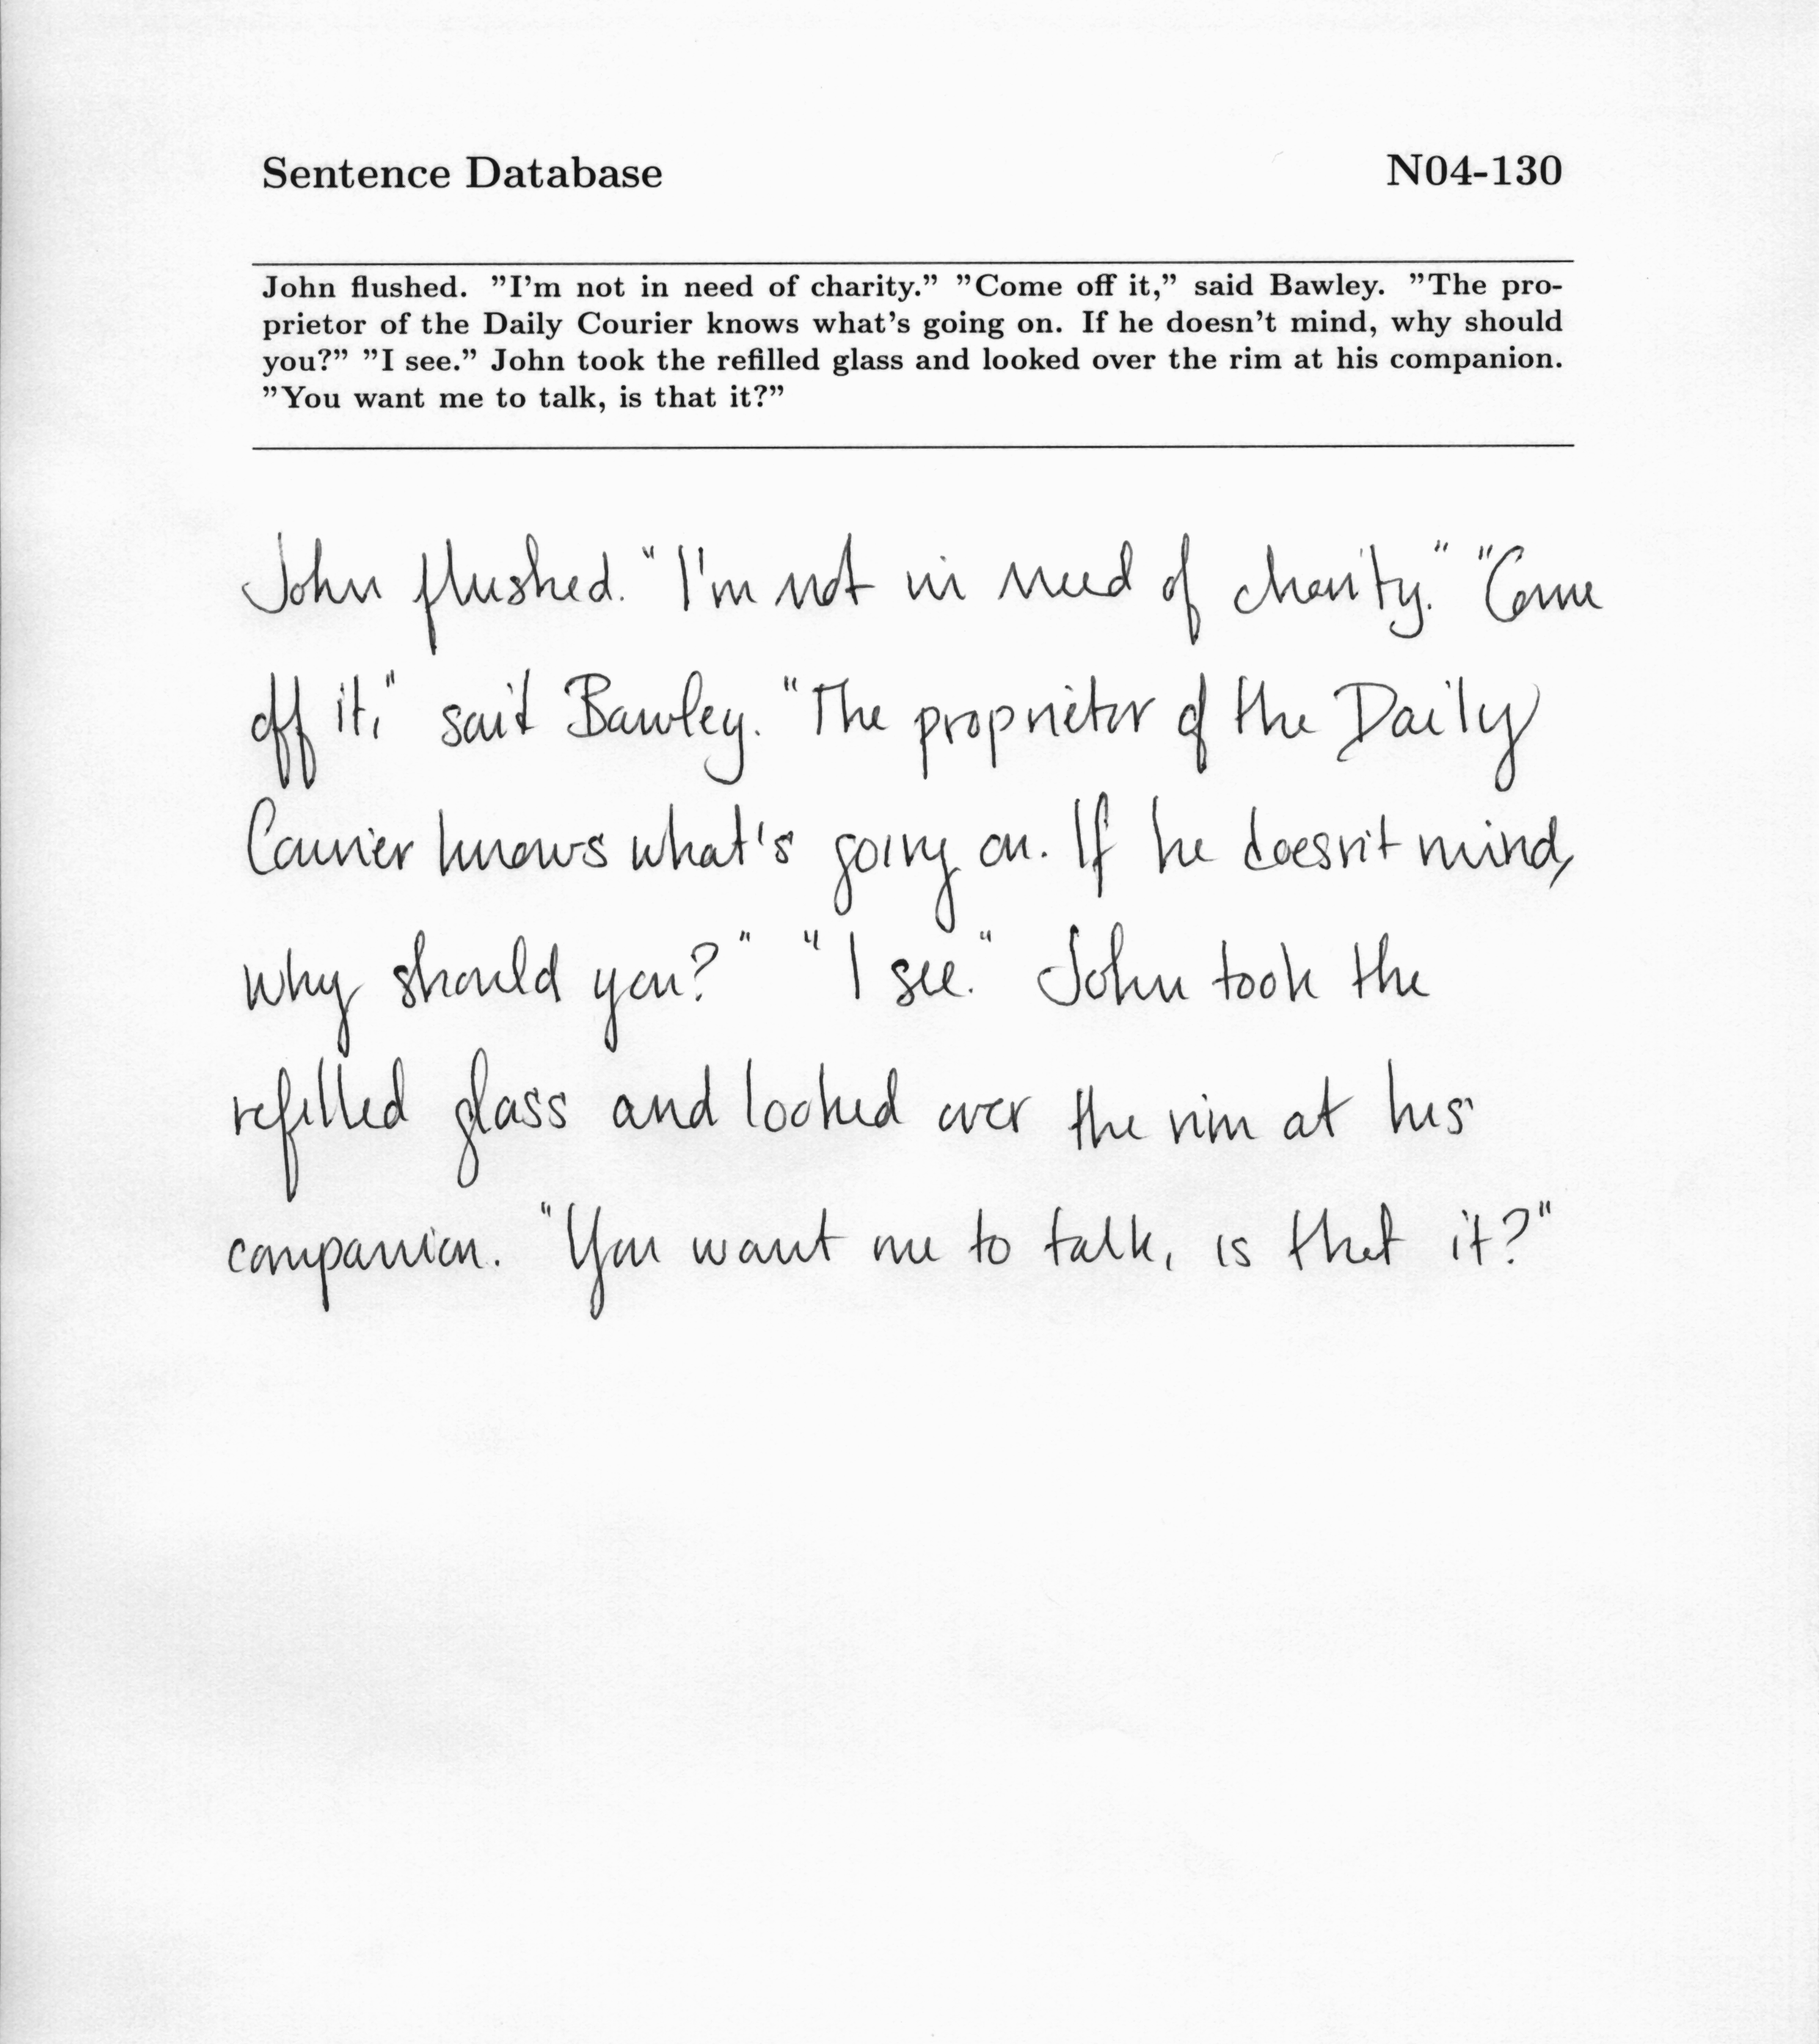 Sentence Database N04-130
John flushed. ”I’m not in need of charity.” ”Come off it,” said Bawley. ”The pro-
prietor of the Daily Courier knows what’s going on. If he doesn’t mind, why should
you?” ”I see.” John took the refilled glass and looked over the rim at his companion.
”You want me to talk, is that it?”
John flushed. "I'm not in need of charity." "Come
off it," said Bawley. "The proprietor of the Daily
Courier knows what's going on. If he doesn't mind,
why should you?" "I see." John took the
refilled glass and looked over the rim at his
companion. "You want me to talk, is that it?"